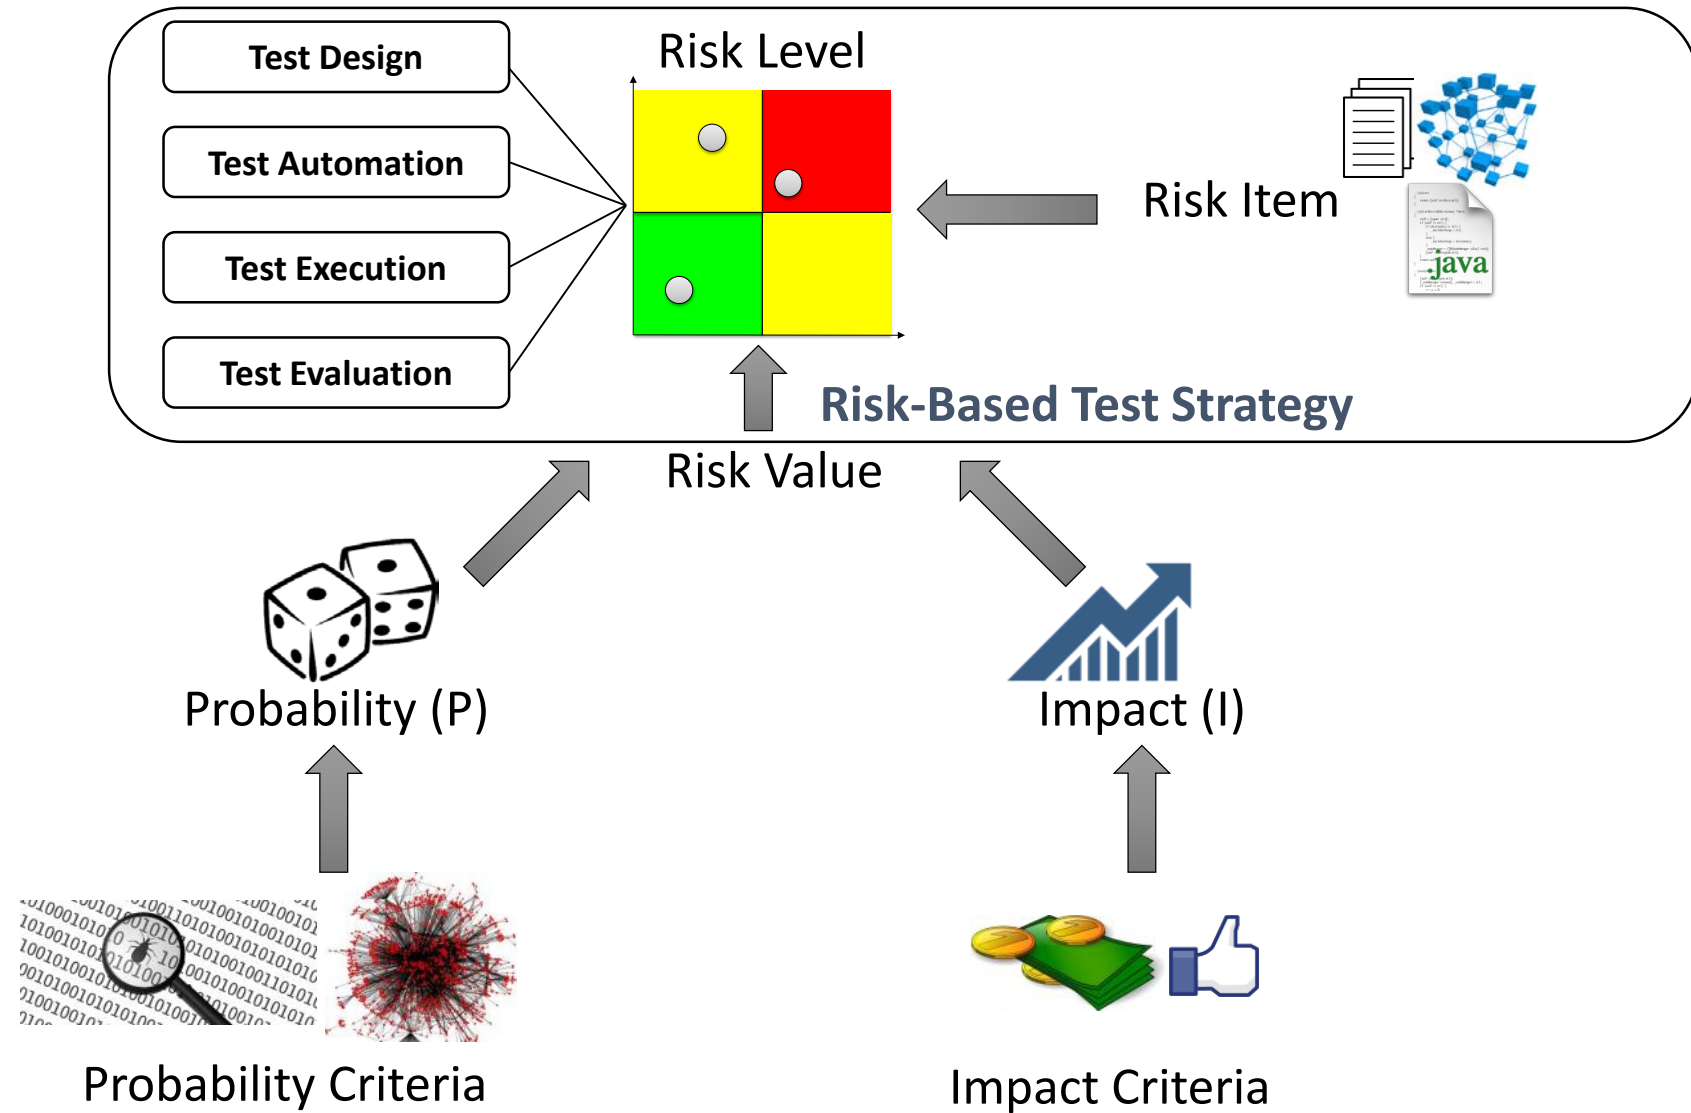 Test Design
Test Automation
Test Execution
Test Evaluation
Risk Level
Risk Item
.java
Risk-Based Test Strategy
Risk Value
Probability (P)
Impact (I)
Probability Criteria
Impact Criteria